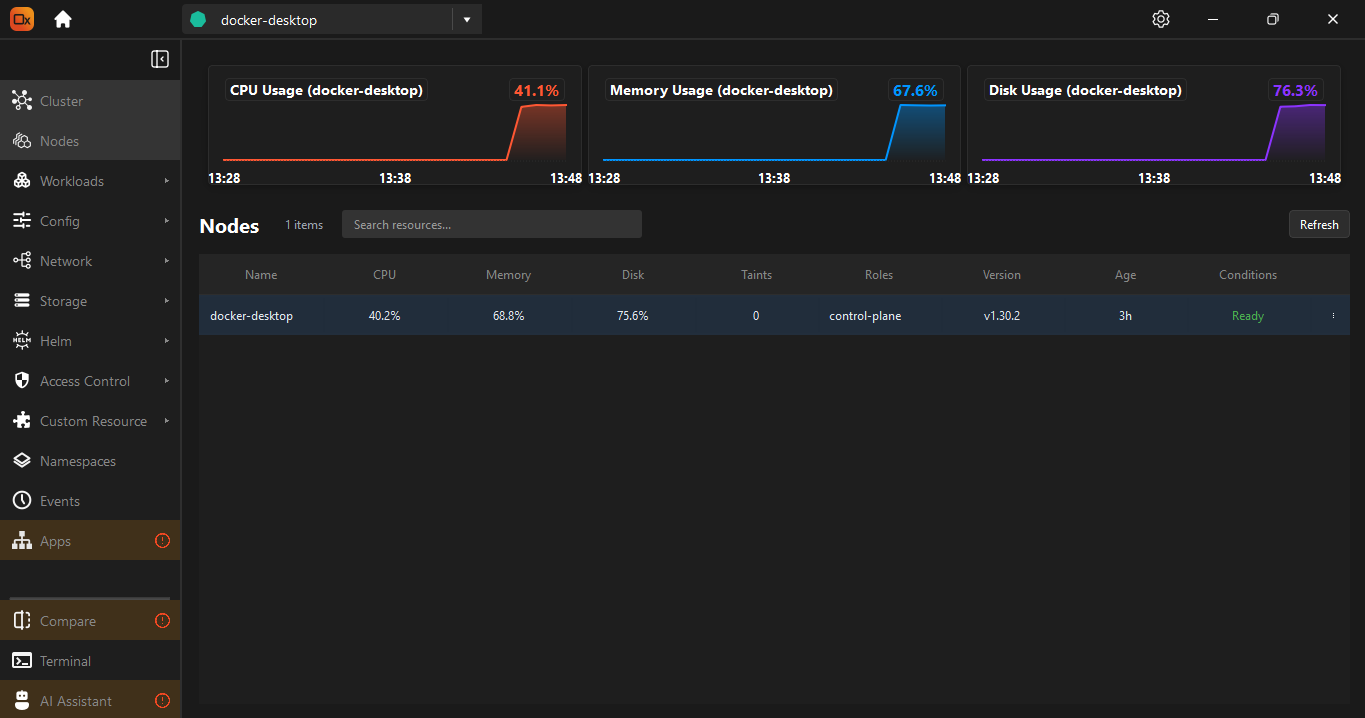 Ox
docker-desktop
Cluster
Nodes
Workloads
Config
Network
Storage
HELM
Helm
Access Control
Custom Resource
Namespaces
Events
Apps
Compare
Terminal
AI Assistant
CPU Usage (docker-desktop)
41.1%
13:28 13:38 13:48
Memory Usage (docker-desktop)
67.6%
13:28 13:38 13:48
Disk Usage (docker-desktop)
76.3%
13:28 13:38 13:48
Nodes 1 items Search resources... Refresh
Name CPU Memory Disk Taints Roles Version Age Conditions
docker-desktop 40.2% 68.8% 75.6% 0 control-plane v1.30.2 3h Ready